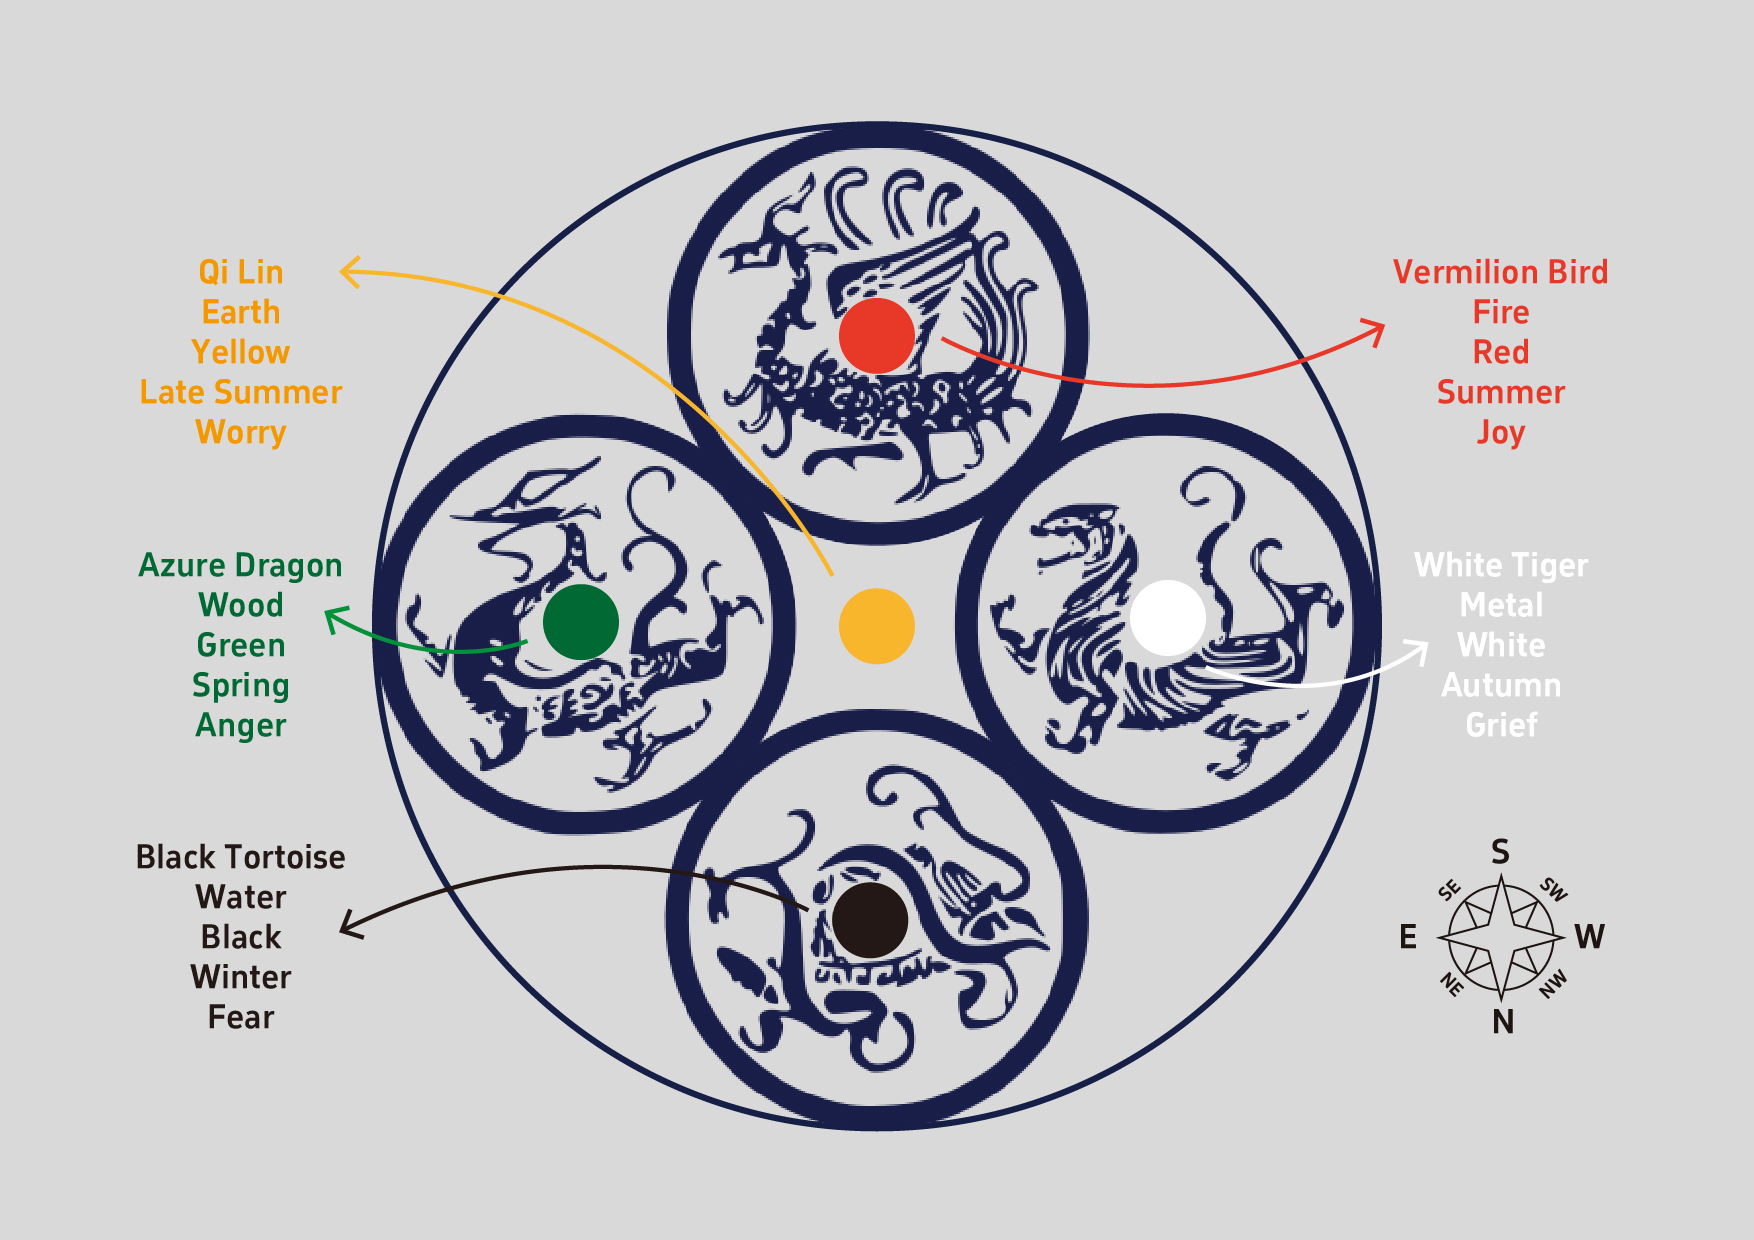 Qi Lin
Earth
Yellow
Late Summer
Worry
Vermilion Bird
Fire
Red
Summer
Joy
Azure Dragon
Wood
Green
Spring
Anger
White Tiger
Metal
White
Autumn
Grief
Black Tortoise
Water
Black
Winter
Fear
S
SE
SW
E
W
NE
NW
N